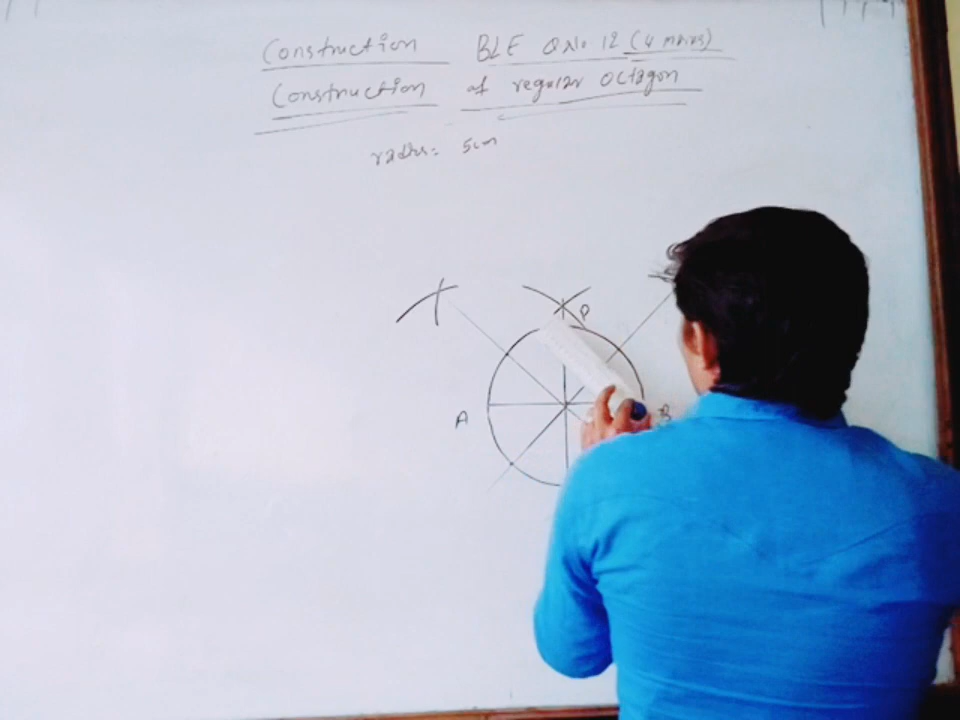 Construction BLE Q.No. 12 (4 marks)
Construction of regular Octagon
radius = 5cm
P
A
B